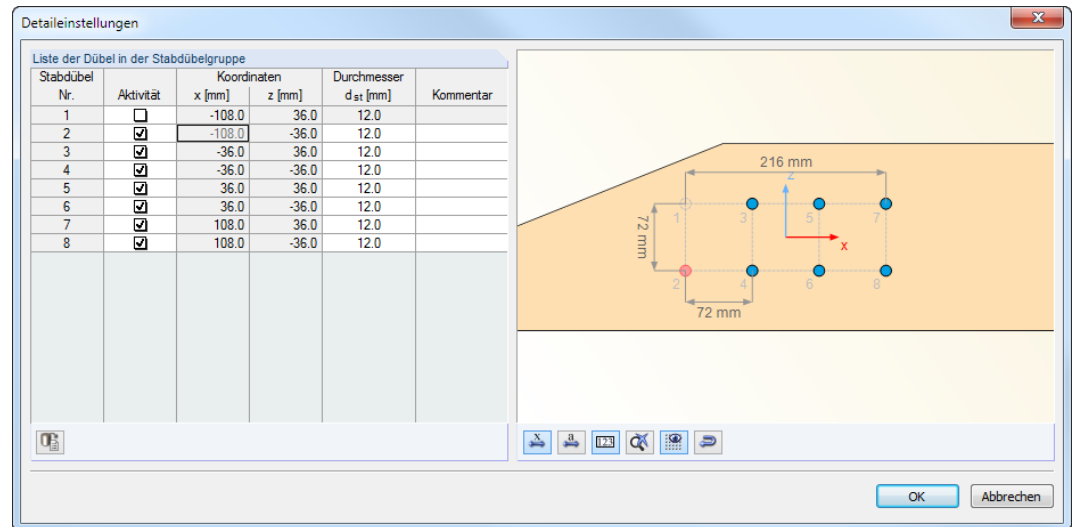 Detaileinstellungen
Liste der Dübel in der Stabdübelgruppe
Stabdübel Koordinaten Durchmesser
Nr. Aktivität x [mm] z [mm] d st [mm] Kommentar
1 -108.0 36.0 12.0
2 -108.0 -36.0 12.0
3 -36.0 36.0 12.0
4 -36.0 -36.0 12.0
5 36.0 36.0 12.0
6 36.0 -36.0 12.0
7 108.0 36.0 12.0
8 108.0 -36.0 12.0
216 mm
z
1 3 5 7
72 mm
x
2 4 6 8
72 mm
x a 123
OK Abbrechen